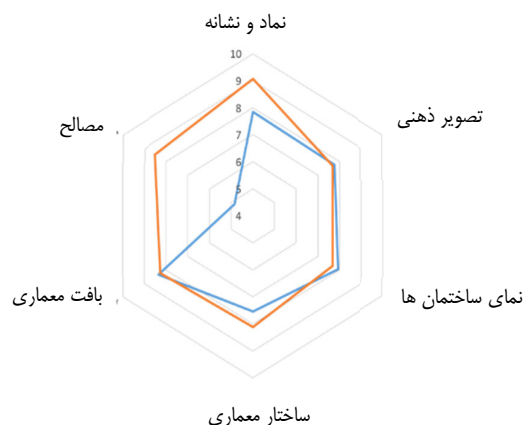 نماد و نشانه
10
9
8
7
6
5
4
تصویر ذهنی
مصالح
نمای ساختمان ها
بافت معماری
ساختار معماری